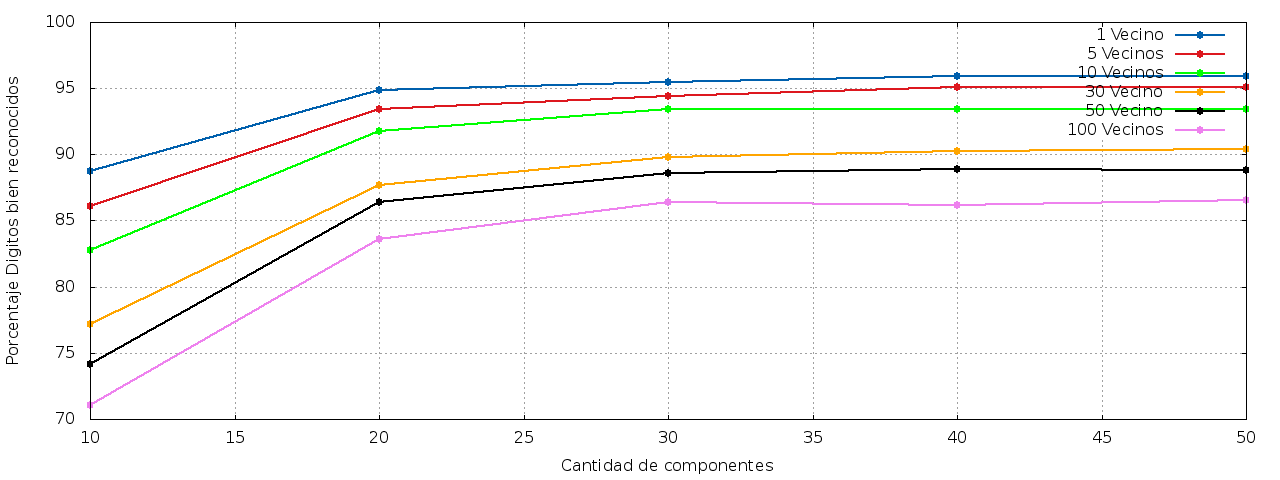 100
95
90
85
80
75
70
Porcentaje Digitos bien reconocidos
1 Vecino
5 Vecinos
10 Vecinos
30 Vecino
50 Vecino
100 Vecinos
10 15 20 25 30 35 40 45 50
Cantidad de componentes